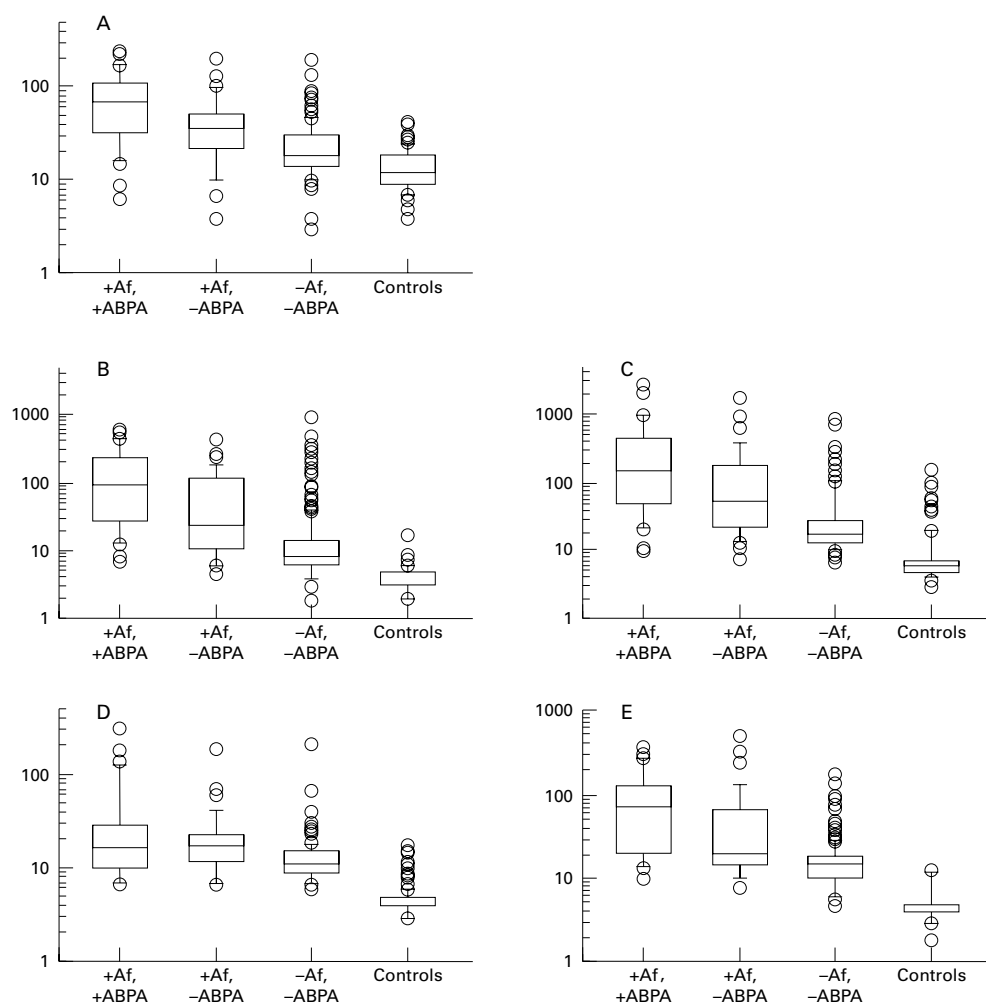 A
100
10
1
+Af, –Af, Controls
+Af,
+ABPA –ABPA –ABPA
B
1000
100
10
1
+Af, +Af, –Af, Controls
+ABPA –ABPA –ABPA
C
1000
100
10
1
+Af, +Af, –Af, Controls
+ABPA –ABPA –ABPA
D
100
10
1
+Af, +Af, –Af, Controls
+ABPA –ABPA –ABPA
E
1000
100
10
1
+Af , +Af, –Af, Controls
+ABPA –ABPA –ABPA